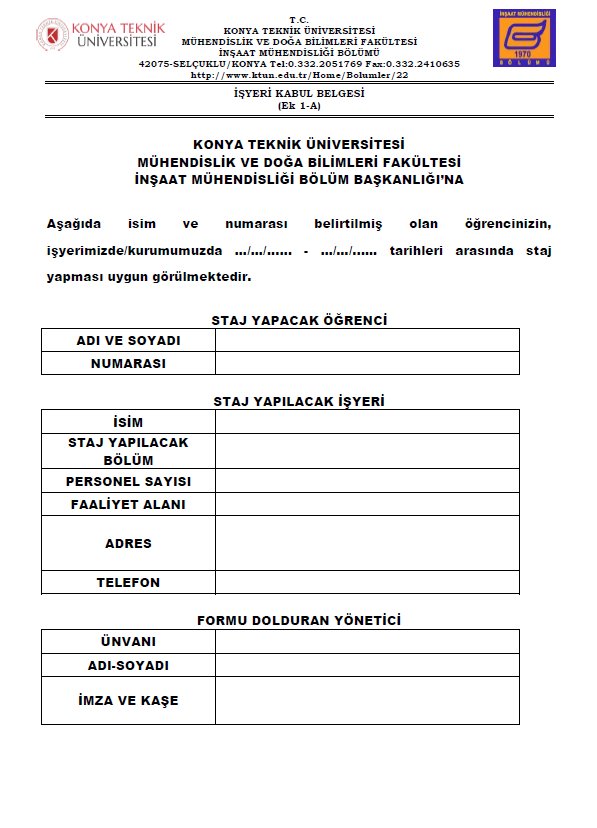 KONYA TEKNİK
ÜNİVERSİTESİ
T.C.
KONYA TEKNİK ÜNİVERSİTESİ
MÜHENDİSLİK VE DOĞA BİLİMLERİ FAKÜLTESİ
İNŞAAT MÜHENDİSLİĞİ BÖLÜMÜ
42075-SELÇUKLU/KONYA Tel:0.332.2051769 Fax:0.332.2410635
http://www.ktun.edu.tr/Home/Bolumler/22
İNŞAAT MÜHENDİSLİĞİ
1970
BÖLÜMÜ
İŞYERİ KABUL BELGESİ
(Ek 1-A)
KONYA TEKNİK ÜNİVERSİTESİ
MÜHENDİSLİK VE DOĞA BİLİMLERİ FAKÜLTESİ
İNŞAAT MÜHENDİSLİĞİ BÖLÜM BAŞKANLIĞI'NA
Aşağıda isim ve numarası belirtilmiş olan öğrencinizin,
işyerimizde/kurumumuzda .../.../...... - .../.../...... tarihleri arasında staj
yapması uygun görülmektedir.
STAJ YAPACAK ÖĞRENCİ
ADI VE SOYADI
NUMARASI
STAJ YAPILACAK İŞYERİ
İSİM
STAJ YAPILACAK
BÖLÜM
PERSONEL SAYISI
FAALİYET ALANI
ADRES
TELEFON
FORMU DOLDURAN YÖNETİCİ
ÜNVANI
ADI-SOYADI
İMZA VE KAŞE